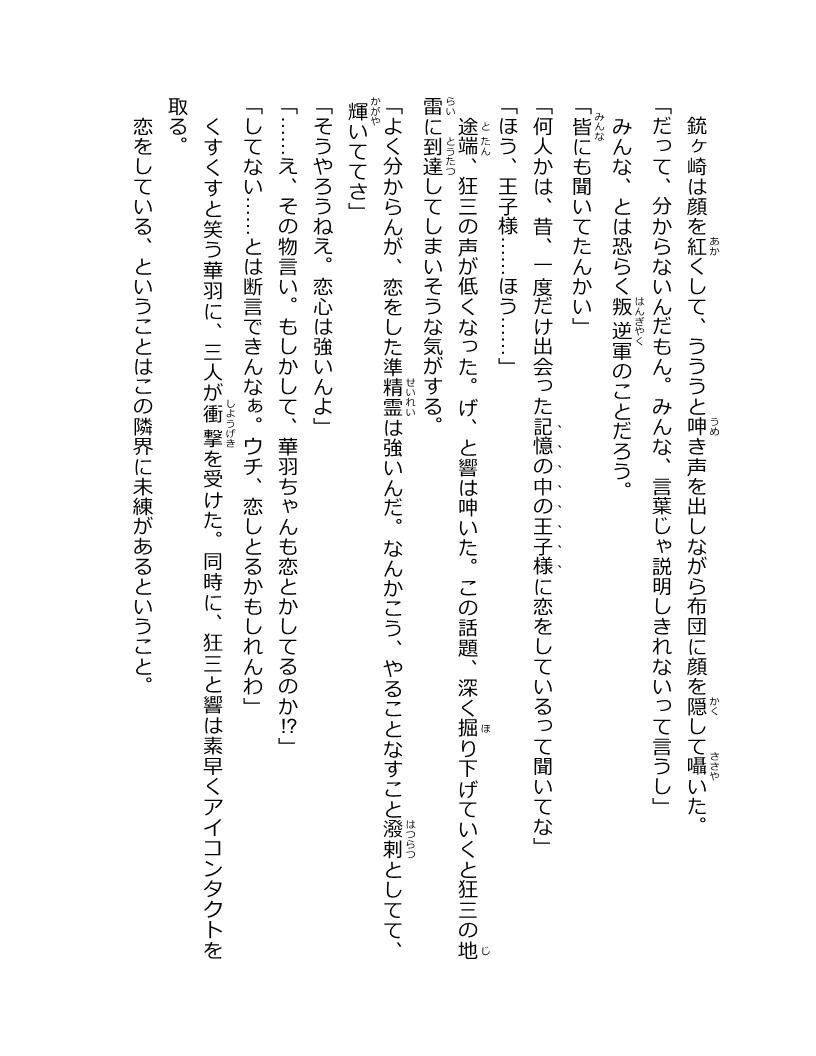 銃ヶ崎は顔を紅くして、うううと呻き声を出しながら布団に顔を隠して囁いた。
「だって、分からないんだもん。みんな、言葉じゃ説明しきれないって言うし」
みんな、とは恐らく叛逆軍のことだろう。
「皆にも聞いてたんかい」
「何人かは、昔、一度だけ出会った記憶の中の王子様に恋をしているって聞いてな」
「ほう、王子様……ほう……」
途端、狂三の声が低くなった。げ、と響は呻いた。この話題、深く掘り下げていくと狂三の地
雷に到達してしまいそうな気がする。
「よく分からんが、恋をした準精霊は強いんだ。なんかこう、やることなすこと潑剌としてて、
輝いててさ」
「そうやろうねえ。恋心は強いんよ」
「……え、その物言い。もしかして、華羽ちゃんも恋とかしてるのか!?」
「してない……とは断言できんなぁ。ウチ、恋しとるかもしれんわ」
くすくすと笑う華羽に、三人が衝撃を受けた。同時に、狂三と響は素早くアイコンタクトを
取る。
恋をしている、ということはこの隣界に未練があるということ。